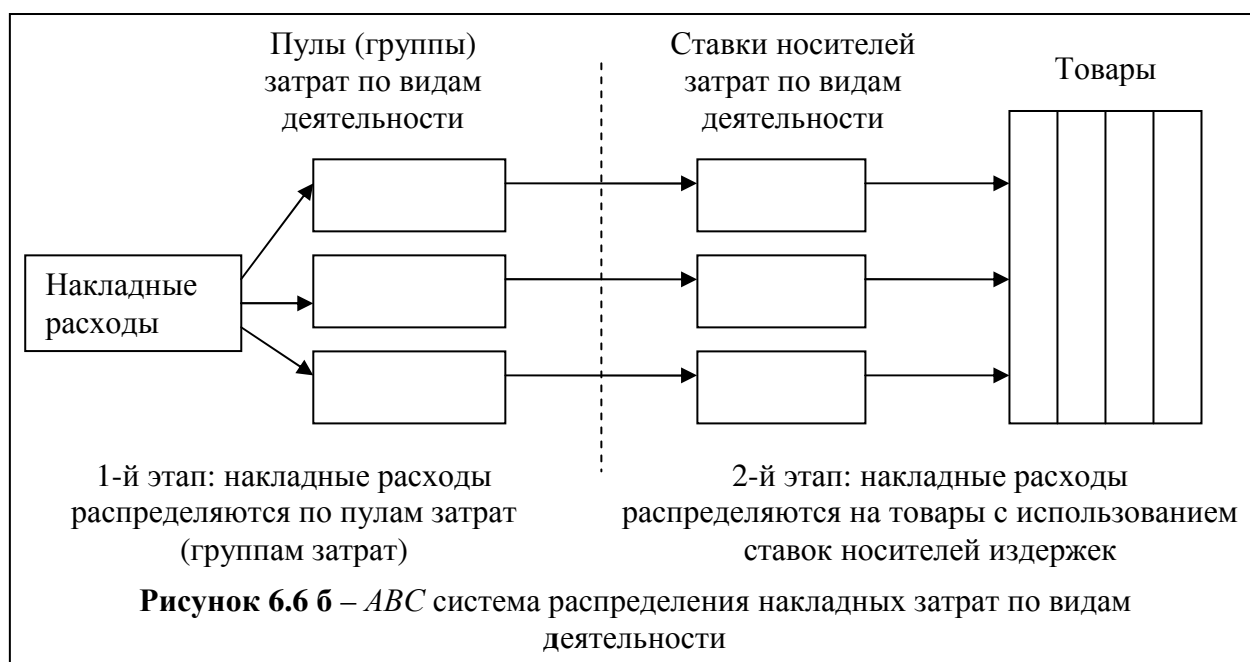 Пулы (группы)
затрат по видам
деятельности
Ставки носителей
затрат по видам
деятельности
Товары
Накладные
расходы
1-й этап: накладные расходы
распределяются по пулам затрат
(группам затрат)
2-й этап: накладные расходы
распределяются на товары с использованием
ставок носителей издержек
Рисунок 6.6 б – ABC система распределения накладных затрат по видам
деятельности